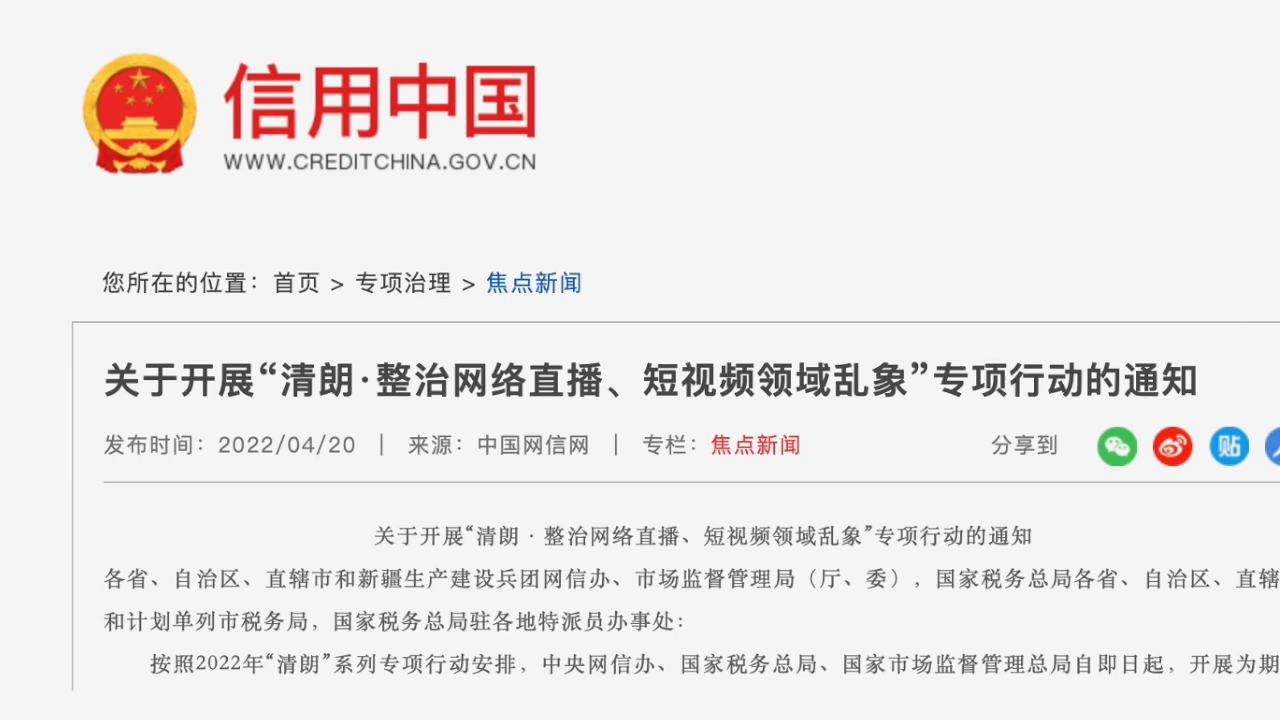 信用中国
WWW.CREDITCHINA.GOV.CN
您所在的位置：首页 > 专项治理 > 焦点新闻
关于开展“清朗·整治网络直播、短视频领域乱象”专项行动的通知
发布时间：2022/04/20 | 来源：中国网信网 | 专栏：焦点新闻 分享到 贴
关于开展“清朗·整治网络直播、短视频领域乱象”专项行动的通知
各省、自治区、直辖市和新疆生产建设兵团网信办、市场监督管理局（厅、委），国家税务总局各省、自治区、直辖
和计划单列市税务局，国家税务总局驻各地特派员办事处：
按照2022年“清朗”系列专项行动安排，中央网信办、国家税务总局、国家市场监督管理总局自即日起，开展为期